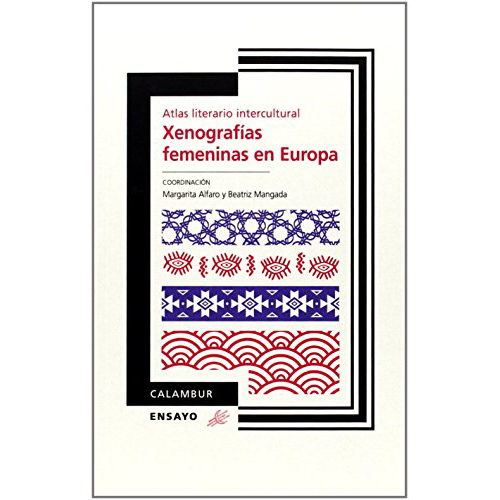 Atlas literario intercultural
Xenografías
femeninas en Europa
COORDINACIÓN
Margarita Alfaro y Beatriz Mangada
CALAMBUR
ENSAYO